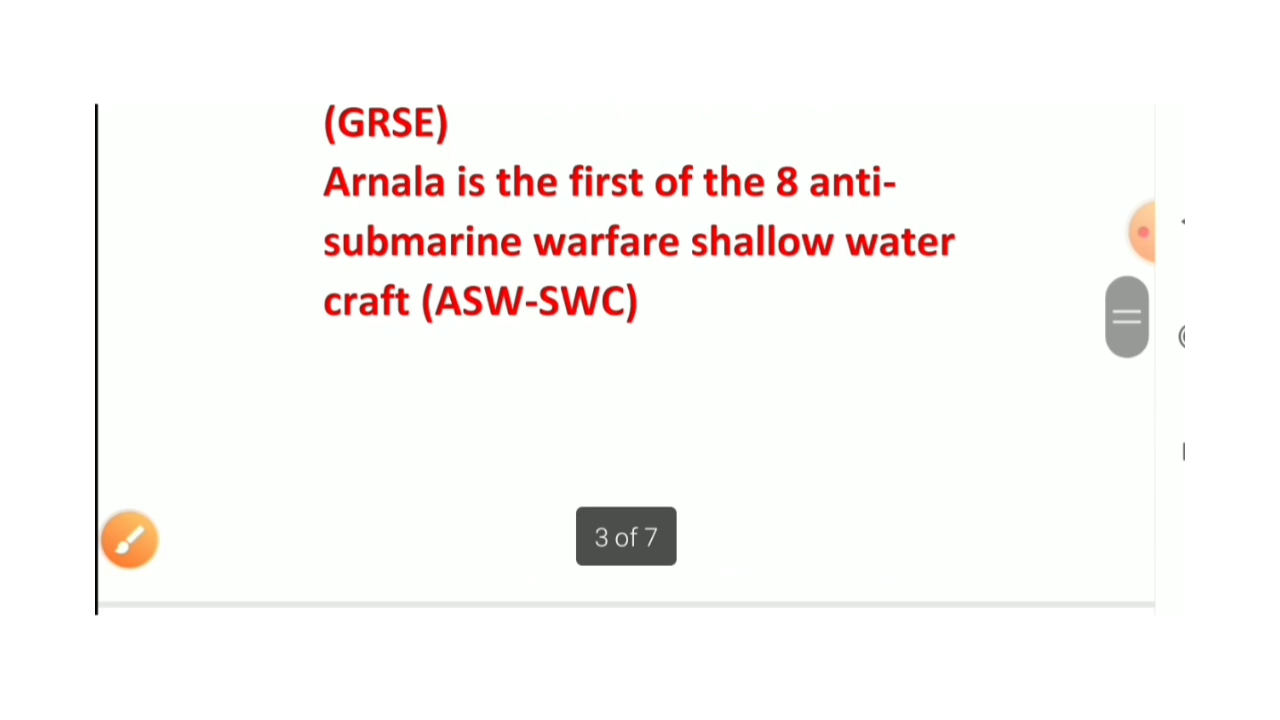 (GRSE)
Arnala is the first of the 8 anti-
submarine warfare shallow water
craft (ASW-SWC)
3 of 7